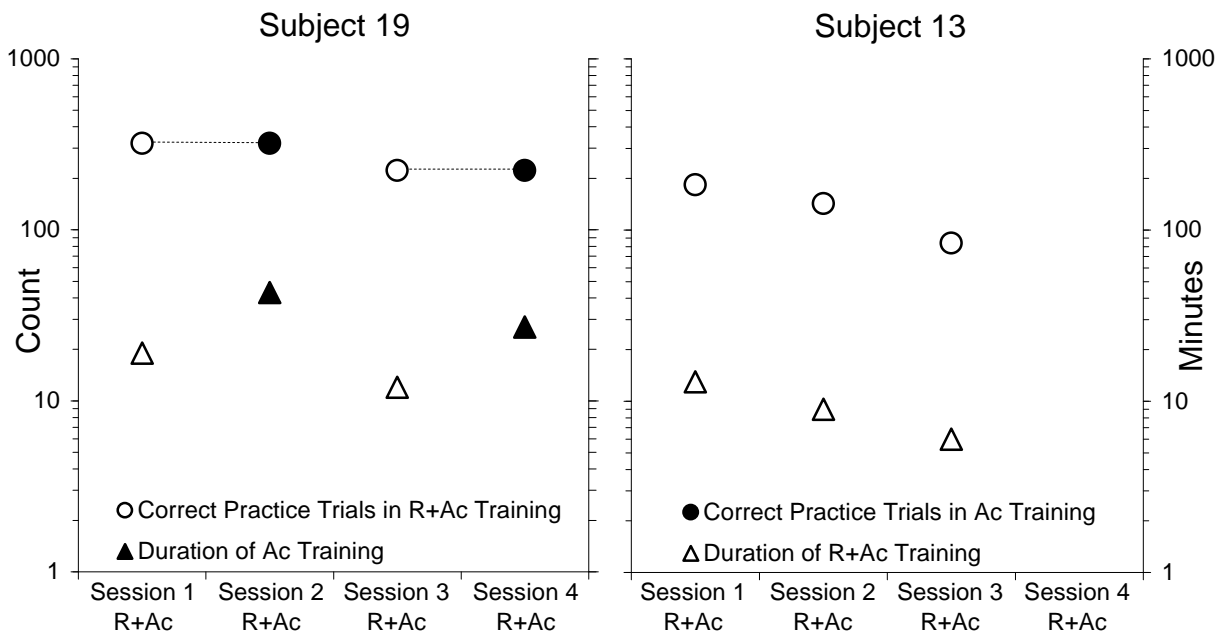 Subject 19
Subject 13
1000
100
10
1
Count
Correct Practice Trials in R+Ac Training
Duration of Ac Training
Session 1 Session 2 Session 3 Session 4
R+Ac R+Ac R+Ac R+Ac
Correct Practice Trials in Ac Training
Duration of R+Ac Training
Session 1 Session 2 Session 3 Session 4
R+Ac R+Ac R+Ac R+Ac
1000
100
10
1
Minutes